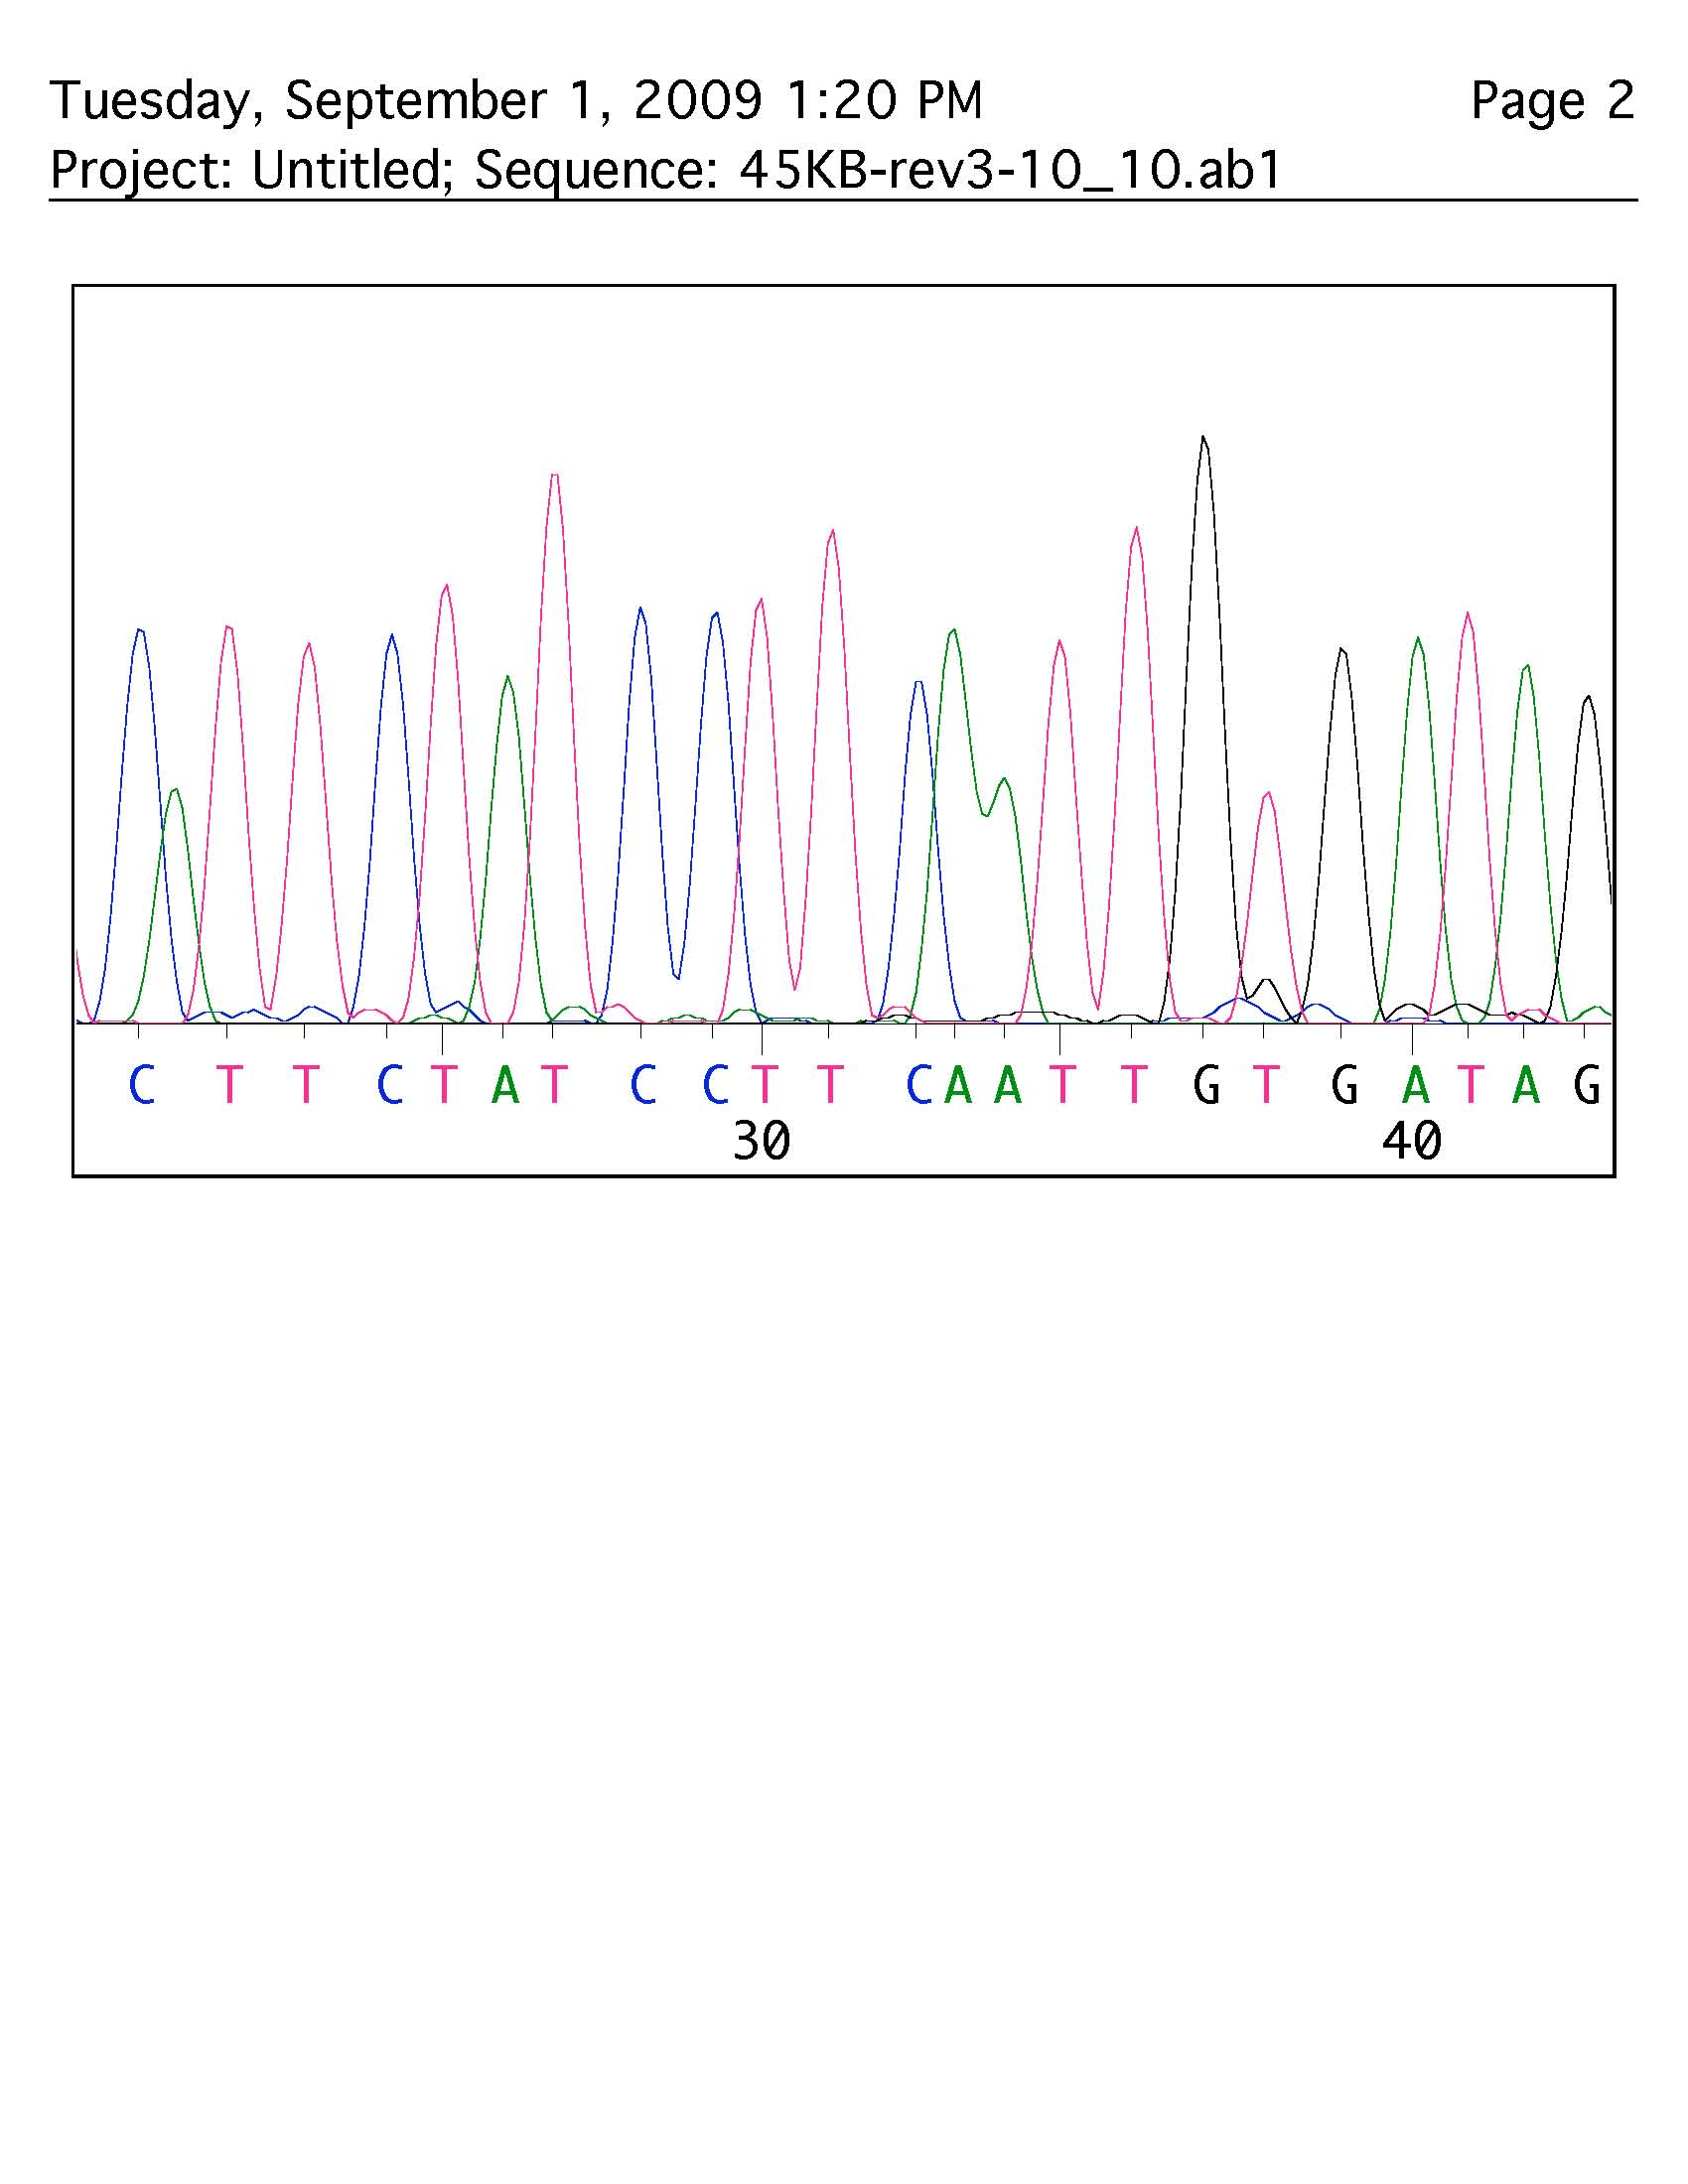 Tuesday, September 1, 2009 1:20 PM Page 2
Project: Untitled; Sequence: 45KB-rev3-10_10.ab1
C T T C T A T C C T T C A A T T G T G A T A G
30 40